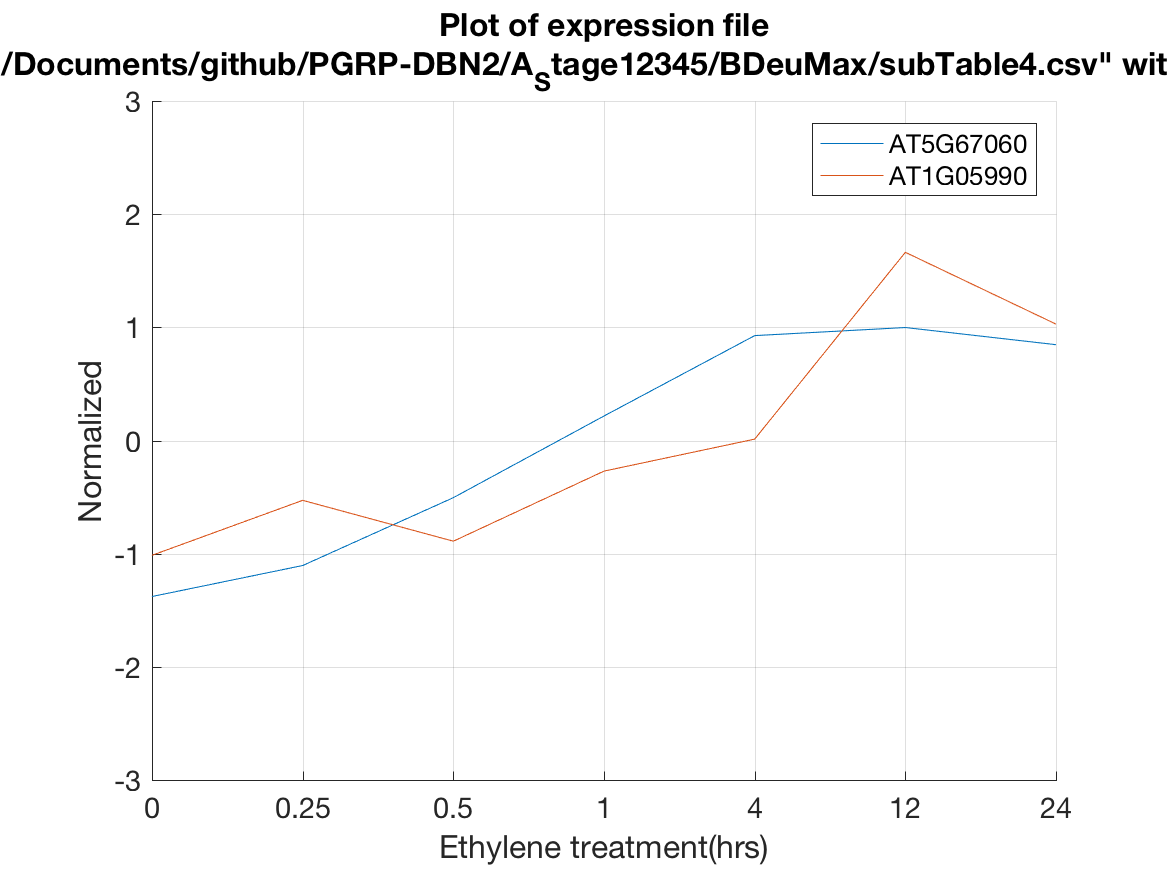 Plot of expression file
/Documents/github/PGRP-DBN2/AStage12345/BDeuMax/subTable4.csv" wit
3
2
1
0
-1
-2
-3
Normalized
AT5G67060
AT1G05990
0 0.25 0.5 1 4 12 24
Ethylene treatment(hrs)